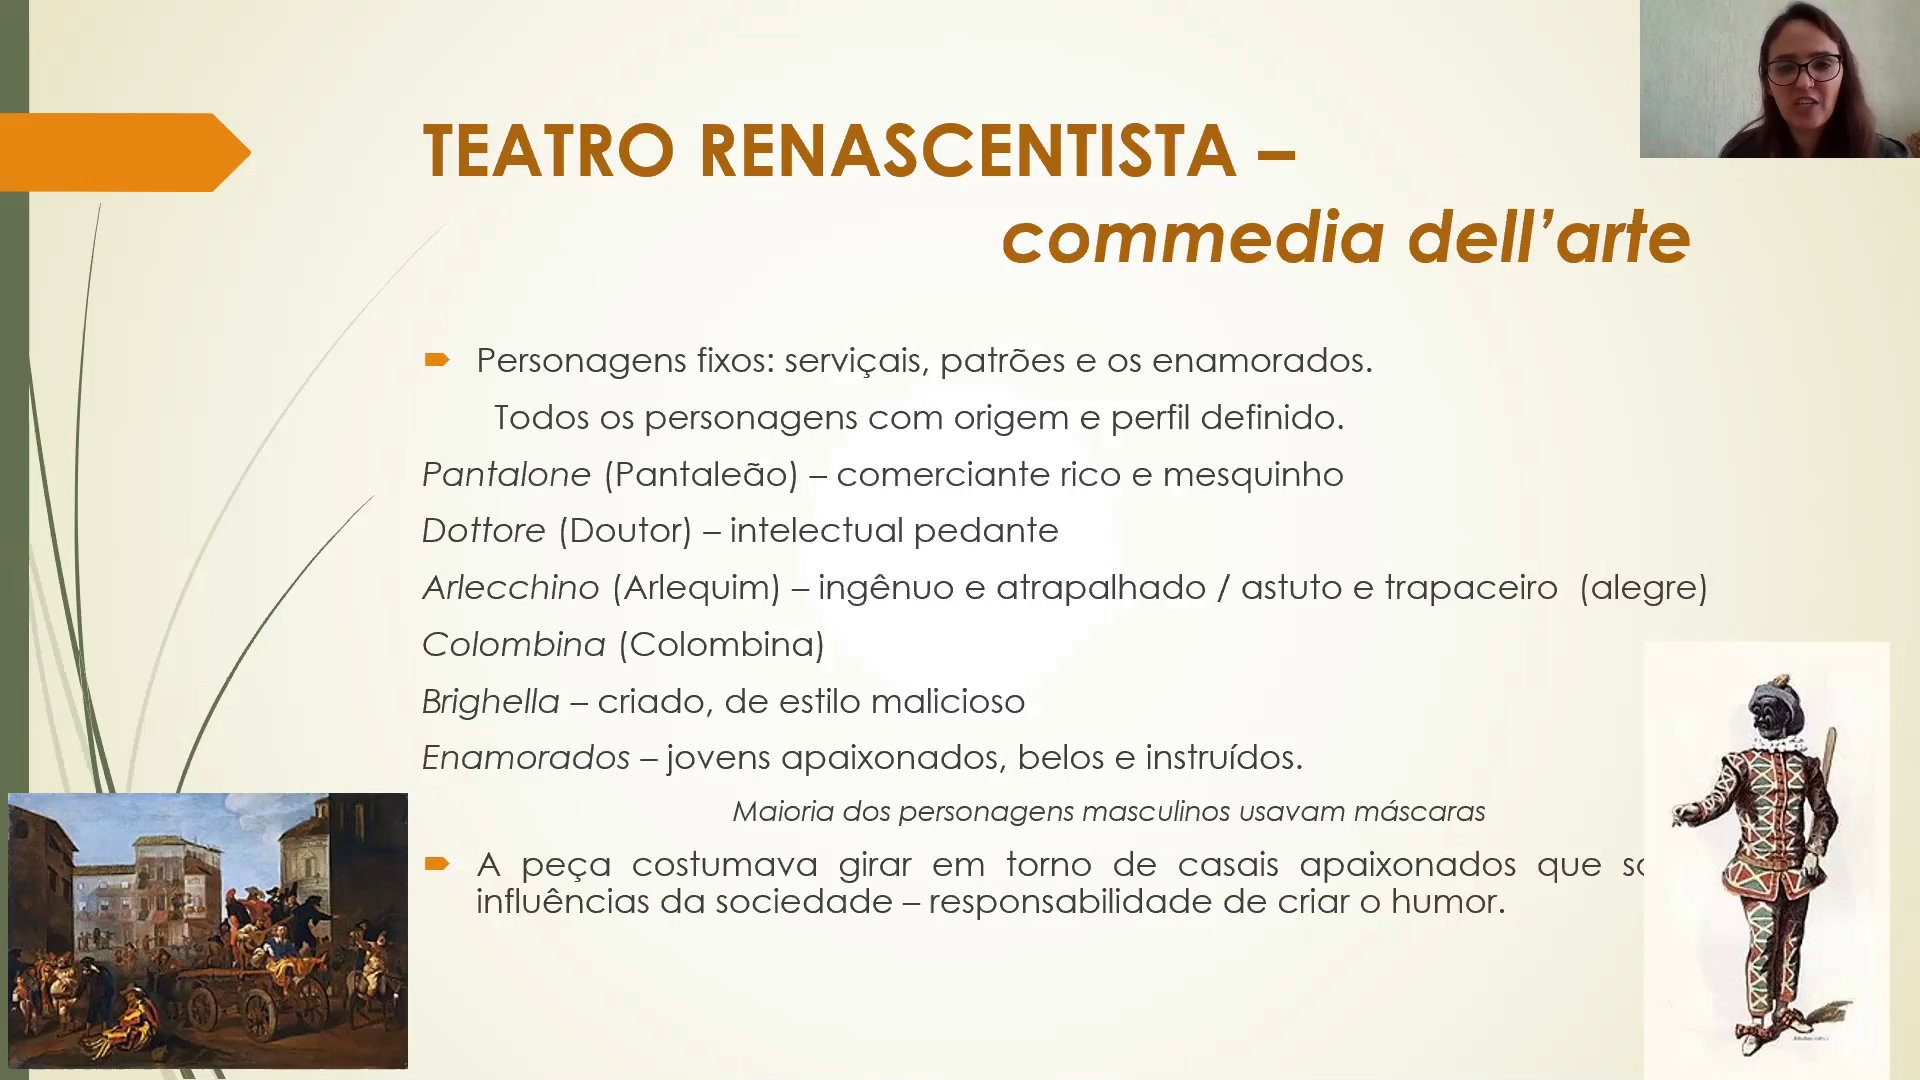 TEATRO RENASCENTISTA –
commedia dell’arte
Personagens fixos: serviçais, patrões e os enamorados.
Todos os personagens com origem e perfil definido.
Pantalone (Pantaleão) – comerciante rico e mesquinho
Dottore (Doutor) – intelectual pedante
Arlecchino (Arlequim) – ingênuo e atrapalhado / astuto e trapaceiro (alegre)
Colombina (Colombina)
Brighella – criado, de estilo malicioso
Enamorados – jovens apaixonados, belos e instruídos.
Maioria dos personagens masculinos usavam máscaras
A peça costumava girar em torno de casais apaixonados que
influências da sociedade – responsabilidade de criar o humor.